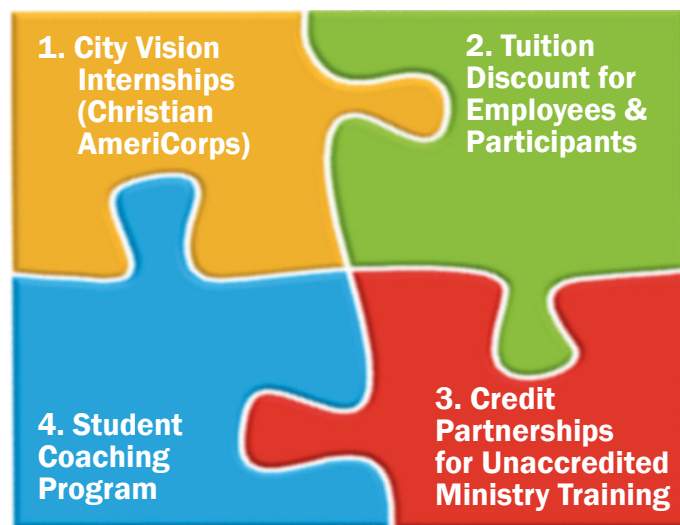 1. City Vision
Internships
(Christian
AmeriCorps)
2. Tuition
Discount for
Employees &
Participants
3. Credit
Partnerships
for Unaccredited
Ministry Training
4. Student
Coaching
Program